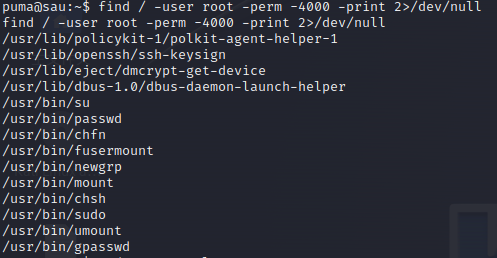 puma@sau:~$ find / -user root -perm -4000 -print 2>/dev/null
find / -user root -perm -4000 -print 2>/dev/null
/usr/lib/policykit-1/polkit-agent-helper-1
/usr/lib/openssh/ssh-keysign
/usr/lib/eject/dmcrypt-get-device
/usr/lib/dbus-1.0/dbus-daemon-launch-helper
/usr/bin/su
/usr/bin/passwd
/usr/bin/chfn
/usr/bin/fusermount
/usr/bin/newgrp
/usr/bin/mount
/usr/bin/chsh
/usr/bin/sudo
/usr/bin/umount
/usr/bin/gpasswd